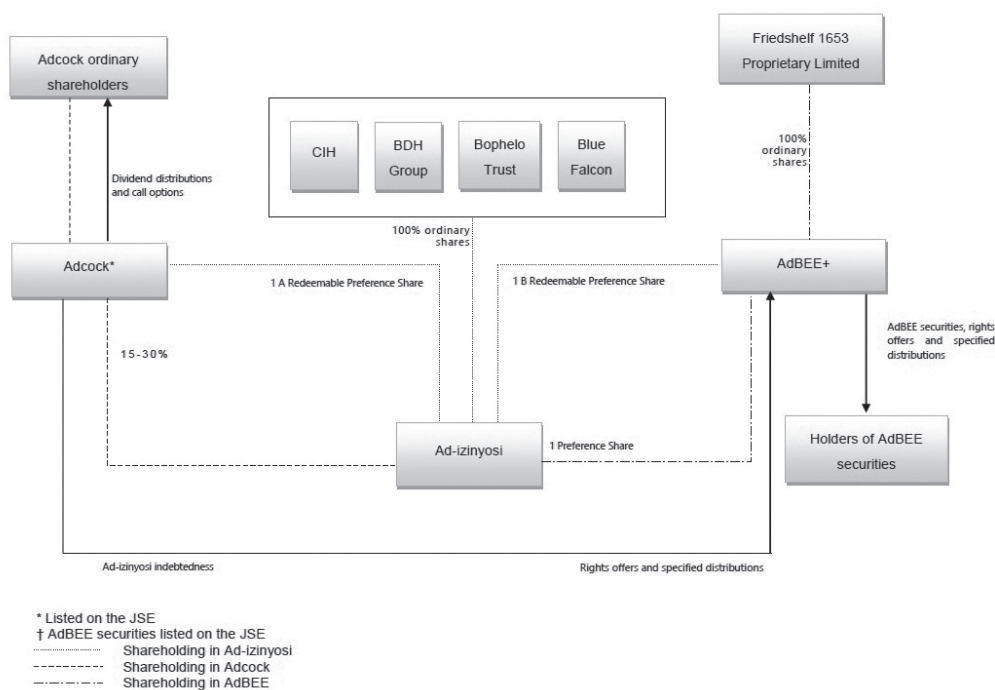 Adcock ordinary
shareholders
Friedshelf 1653
Proprietary Limited
CIH
BDH
Group
Bophelo
Trust
Blue
Falcon
100%
ordinary
shares
Dividend distributions
and call options
100% ordinary
shares
Adcock*
AdBEE+
1 A Redeemable Preference Share
1 B Redeemable Preference Share
AdBEE securities, rights
offers and specified
distributions
15-30%
Ad-izinyosi
1 Preference Share
Holders of AdBEE
securities
Ad-izinyosi indebtedness
Rights offers and specified distributions
* Listed on the JSE
† AdBEE securities listed on the JSE
Shareholding in Ad-izinyosi
Shareholding in Adcock
Shareholding in AdBEE